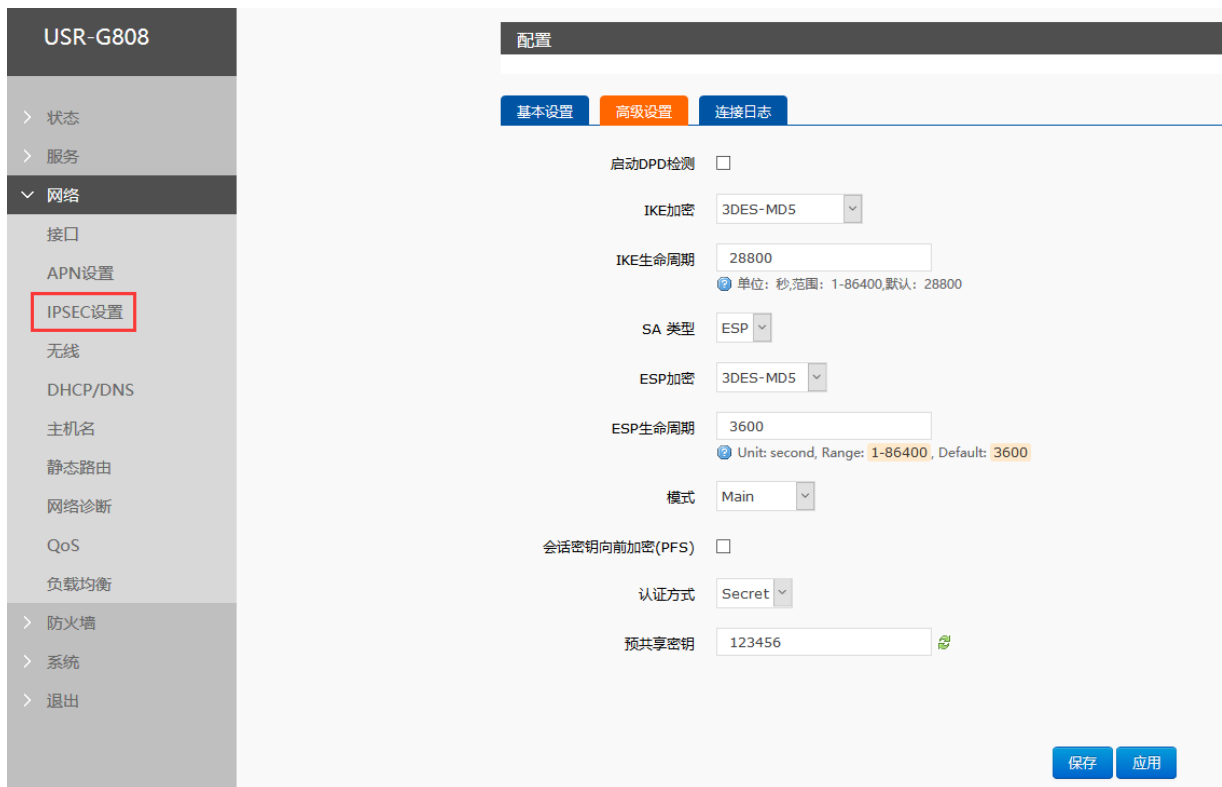 USR-G808
状态
服务
网络
接口
APN设置
IPSEC设置
无线
DHCP/DNS
主机名
静态路由
网络诊断
QoS
负载均衡
防火墙
系统
退出
配置
基本设置 高级设置 连接日志
启动DPD检测
IKE加密 3DES-MD5
IKE生命周期 28800
单位：秒,范围：1-86400,默认：28800
SA 类型 ESP
ESP加密 3DES-MD5
ESP生命周期 3600
Unit: second, Range: 1-86400, Default: 3600
模式 Main
会话密钥向前加密(PFS)
认证方式 Secret
预共享密钥 123456
保存 应用